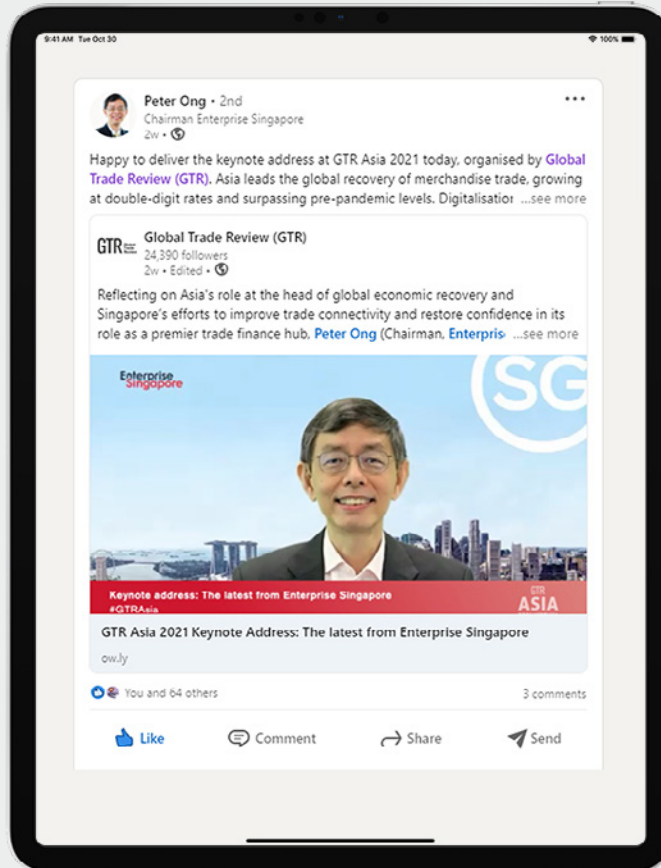 9:41 AM Tue Oct 30
100%
Peter Ong • 2nd
Chairman Enterprise Singapore
2w •
Happy to deliver the keynote address at GTR Asia 2021 today, organised by Global
Trade Review (GTR). Asia leads the global recovery of merchandise trade, growing
at double-digit rates and surpassing pre-pandemic levels. Digitalisation ...see more
GTR Global Trade Review
Global Trade Review (GTR)
24,390 followers
2w • Edited •
Reflecting on Asia's role at the head of global economic recovery and
Singapore's efforts to improve trade connectivity and restore confidence in its
role as a premier trade finance hub, Peter Ong (Chairman, Enterpris ...see more
Enterprise
Singapore
SG
Keynote address: The latest from Enterprise Singapore
#GTRAsia
GTR
ASIA
GTR Asia 2021 Keynote Address: The latest from Enterprise Singapore
ow.ly
You and 64 others
3 comments
Like
Comment
Share
Send